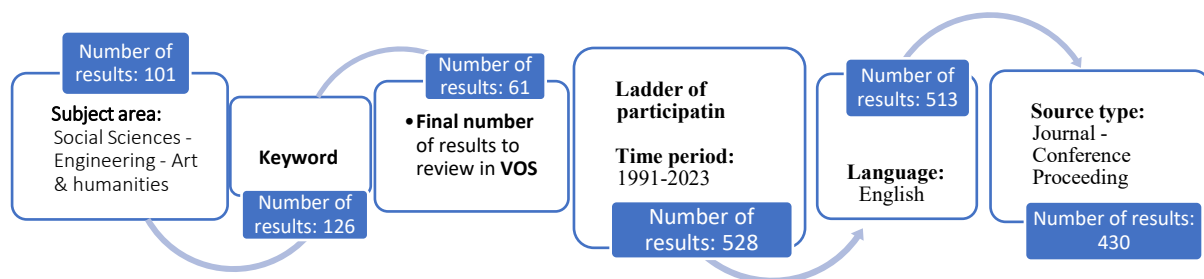 Number of
results: 101
Subject area:
Social Sciences -
Engineering - Art
& humanities
Keyword
Number of
results: 126
Number of
results: 61
•Final number
of results to
review in VOS
Ladder of
participatin
Time period:
1991-2023
Number of
results: 528
Number of
results: 513
Language:
English
Source type:
Journal -
Conference
Proceeding
Number of results:
430